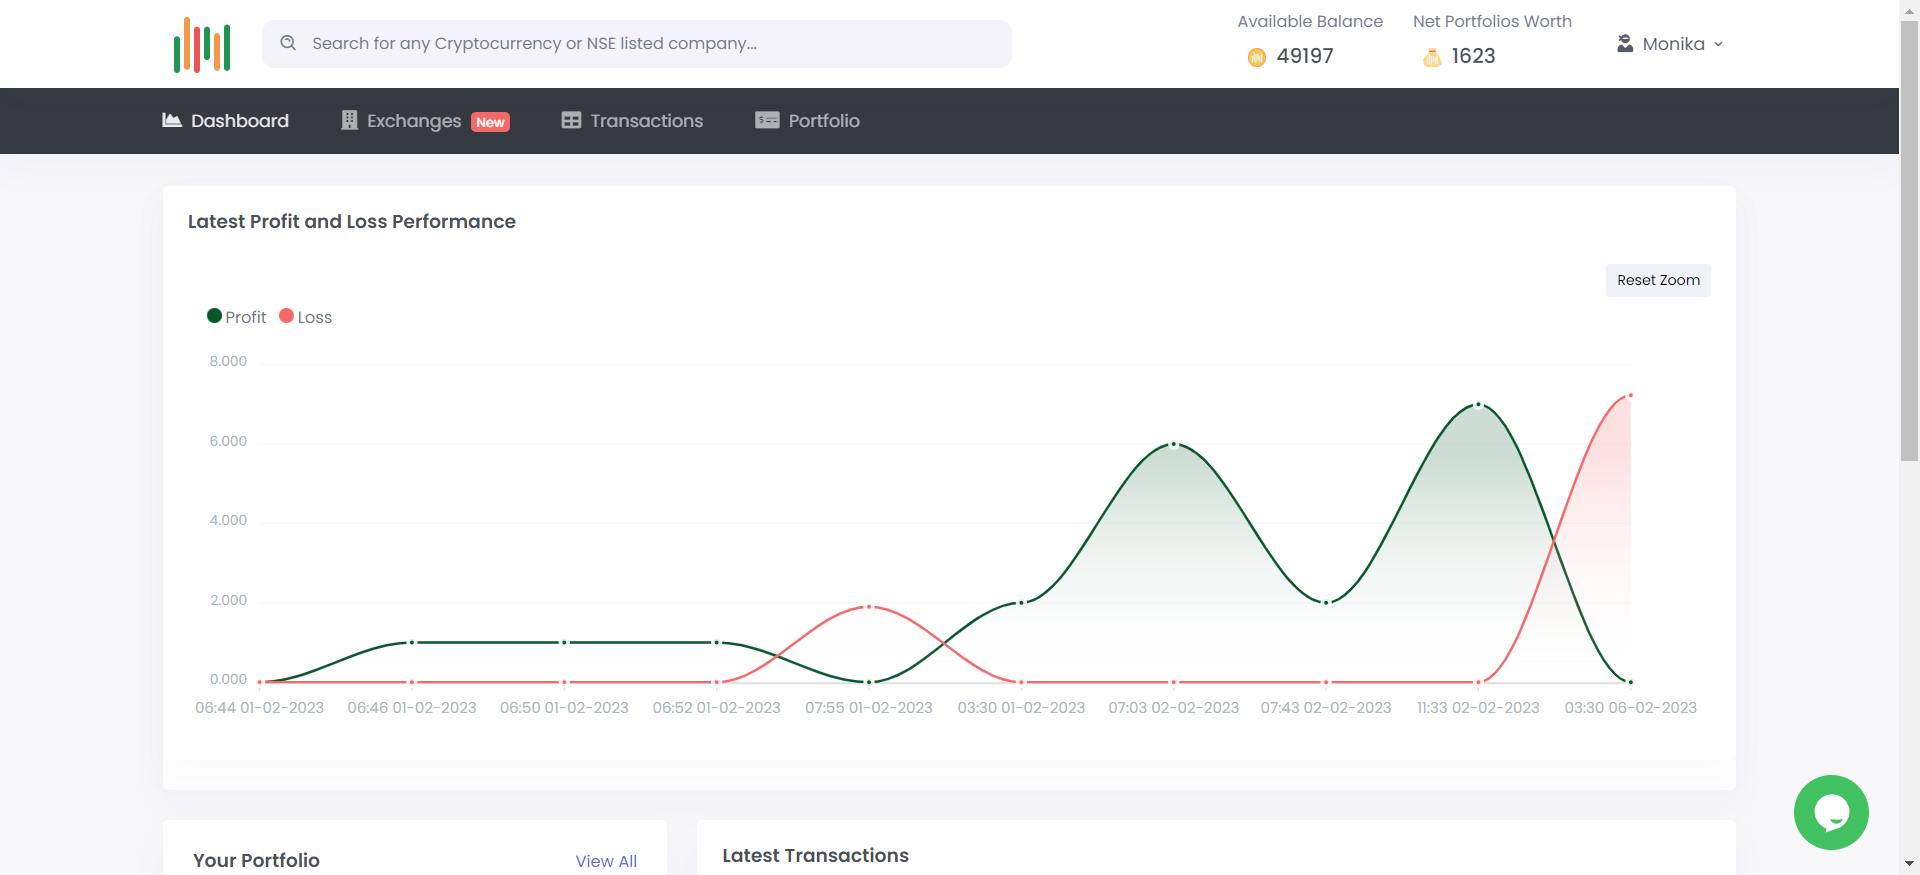 Search for any Cryptocurrency or NSE listed company...
Available Balance
49197
Net Portfolios Worth
1623
Monika
Dashboard
Exchanges New
Transactions
Portfolio
Latest Profit and Loss Performance
Reset Zoom
Profit
Loss
8.000
6.000
4.000
2.000
0.000
06:44 01-02-2023
06:46 01-02-2023
06:50 01-02-2023
06:52 01-02-2023
07:55 01-02-2023
03:30 01-02-2023
07:03 02-02-2023
07:43 02-02-2023
11:33 02-02-2023
03:30 06-02-2023
Your Portfolio
View All
Latest Transactions